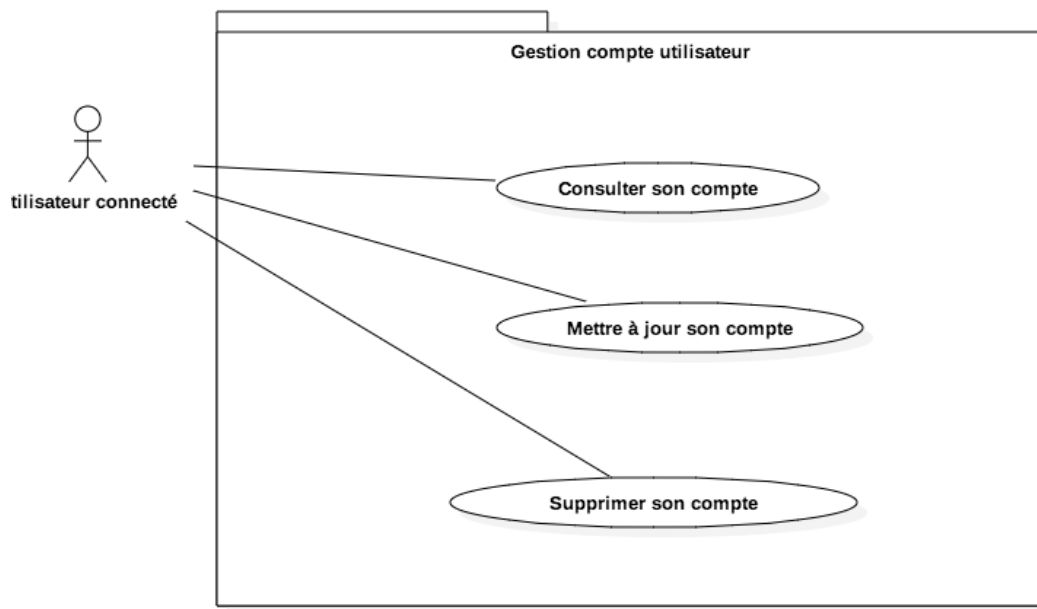 Gestion compte utilisateur
Consulter son compte
tilisateur connecté
Mettre à jour son compte
Supprimer son compte